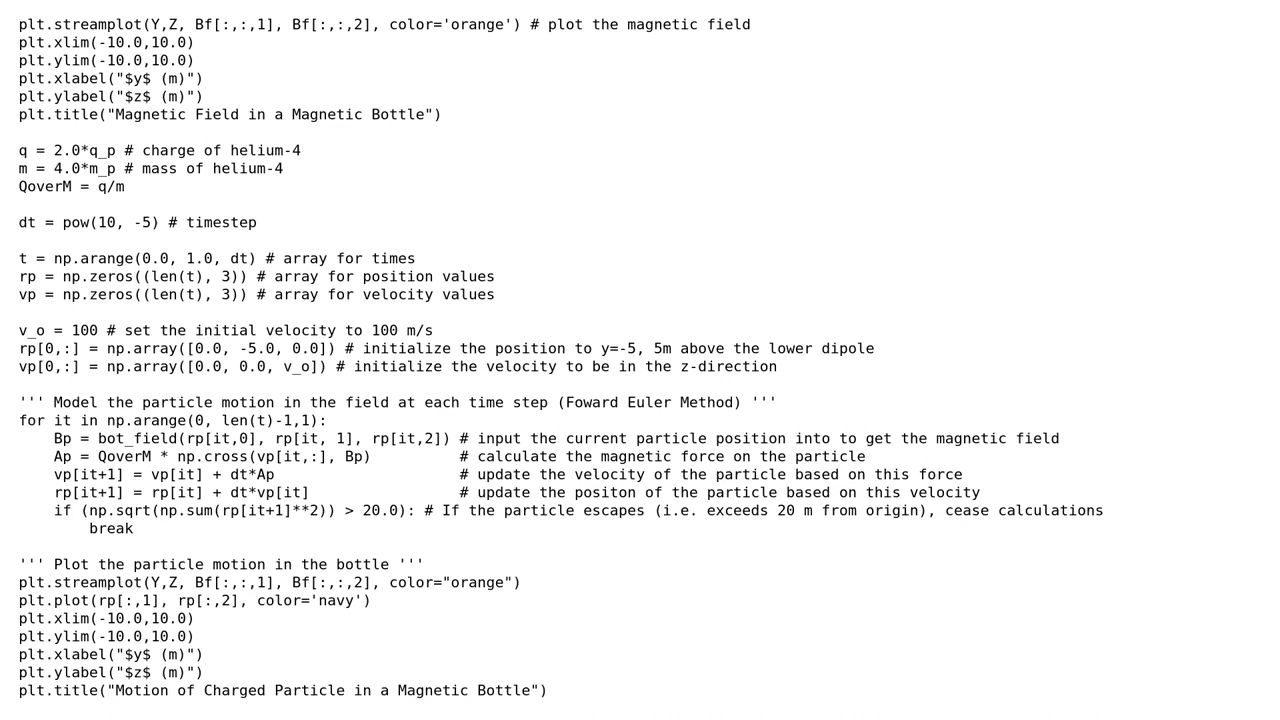 plt.streamplot(Y,Z, Bf[:,:,1], Bf[:,:,2], color='orange') # plot the magnetic field
plt.xlim(-10.0,10.0)
plt.ylim(-10.0,10.0)
plt.xlabel("$y$ (m)")
plt.ylabel("$z$ (m)")
plt.title("Magnetic Field in a Magnetic Bottle")

q = 2.0*q_p # charge of helium-4
m = 4.0*m_p # mass of helium-4
QoverM = q/m

dt = pow(10, -5) # timestep

t = np.arange(0.0, 1.0, dt) # array for times
rp = np.zeros((len(t), 3)) # array for position values
vp = np.zeros((len(t), 3)) # array for velocity values

v_o = 100 # set the initial velocity to 100 m/s
rp[0,:] = np.array([0.0, -5.0, 0.0]) # initialize the position to y=-5, 5m above the lower dipole
vp[0,:] = np.array([0.0, 0.0, v_o]) # initialize the velocity to be in the z-direction

''' Model the particle motion in the field at each time step (Foward Euler Method) '''
for it in np.arange(0, len(t)-1,1):
    Bp = bot_field(rp[it,0], rp[it, 1], rp[it,2]) # input the current particle position into to get the magnetic field
    Ap = QoverM * np.cross(vp[it,:], Bp)          # calculate the magnetic force on the particle
    vp[it+1] = vp[it] + dt*Ap                     # update the velocity of the particle based on this force
    rp[it+1] = rp[it] + dt*vp[it]                 # update the positon of the particle based on this velocity
    if (np.sqrt(np.sum(rp[it+1]**2)) > 20.0): # If the particle escapes (i.e. exceeds 20 m from origin), cease calculations
        break

''' Plot the particle motion in the bottle '''
plt.streamplot(Y,Z, Bf[:,:,1], Bf[:,:,2], color="orange")
plt.plot(rp[:,1], rp[:,2], color='navy')
plt.xlim(-10.0,10.0)
plt.ylim(-10.0,10.0)
plt.xlabel("$y$ (m)")
plt.ylabel("$z$ (m)")
plt.title("Motion of Charged Particle in a Magnetic Bottle")